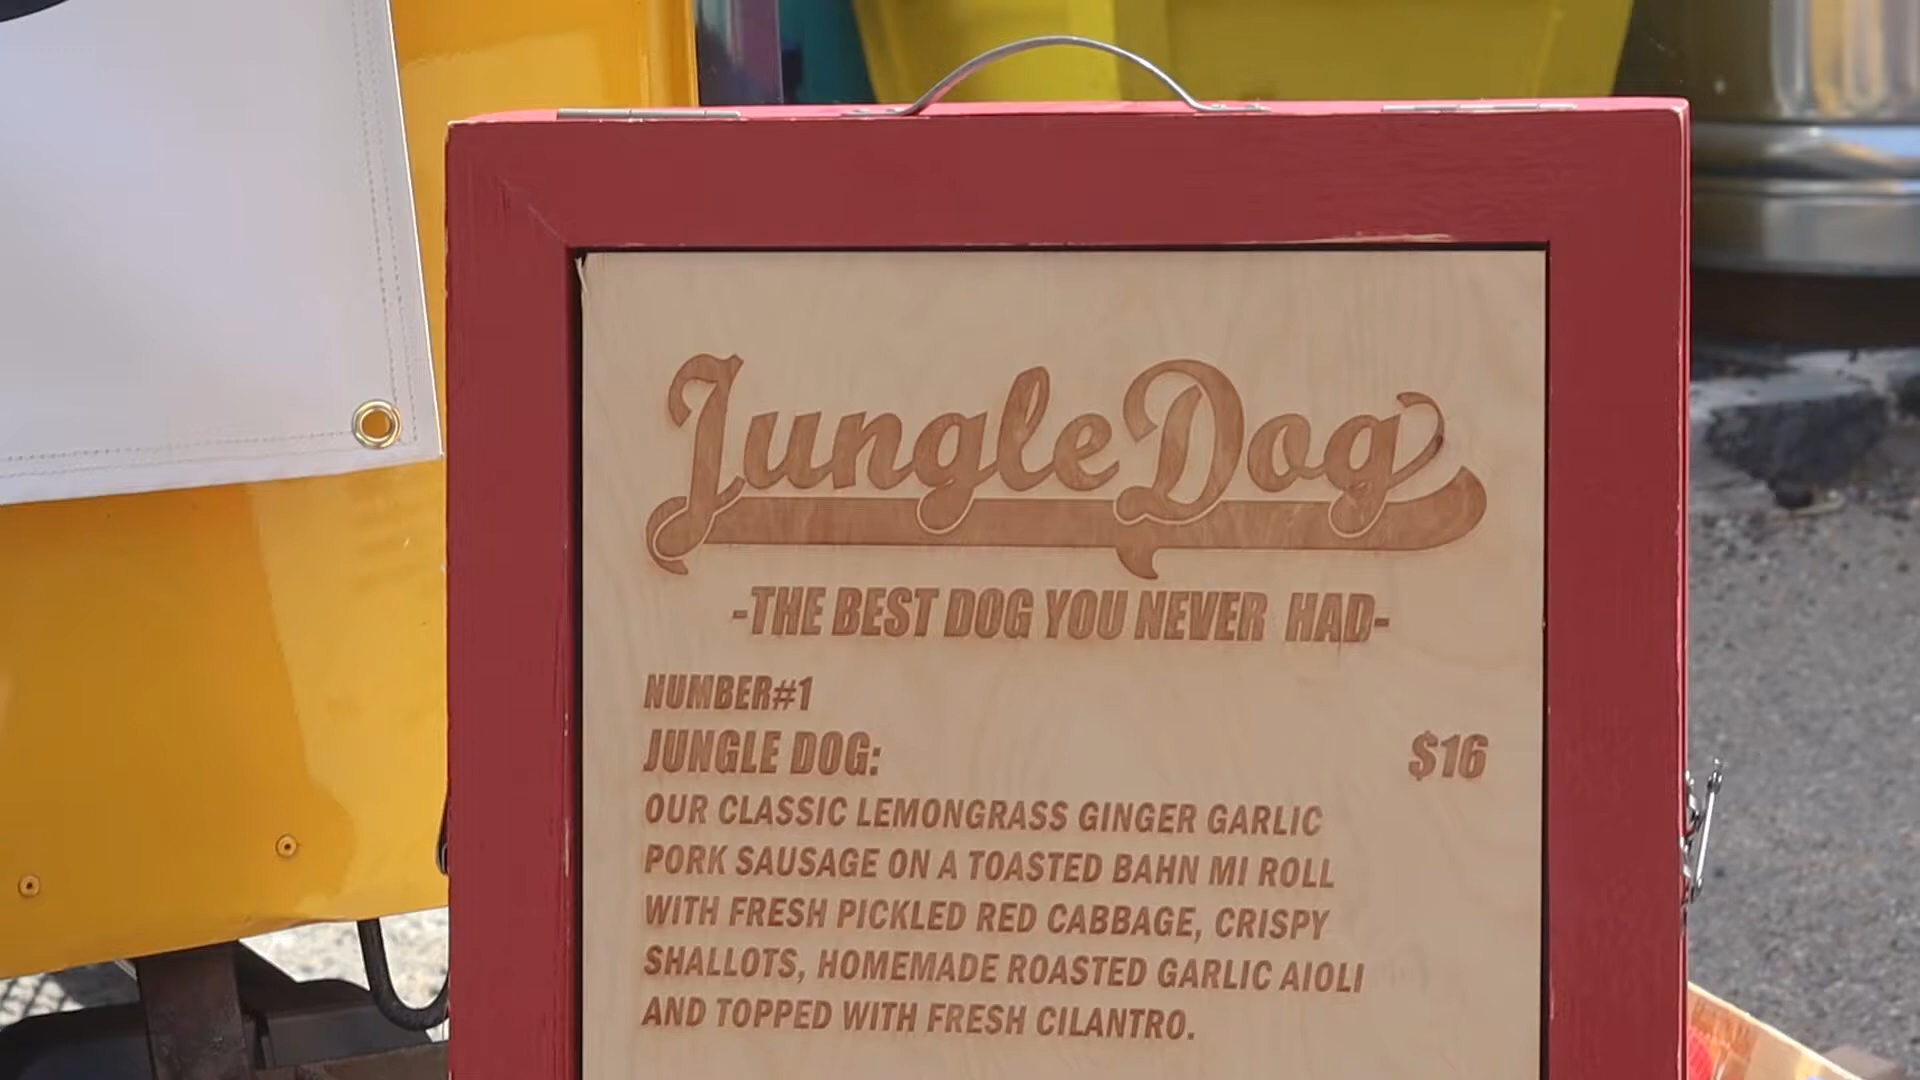 Jungle Dog
-THE BEST DOG YOU NEVER HAD-
NUMBER#1
JUNGLE DOG: $16
OUR CLASSIC LEMONGRASS GINGER GARLIC
PORK SAUSAGE ON A TOASTED BAHN MI ROLL
WITH FRESH PICKLED RED CABBAGE, CRISPY
SHALLOTS, HOMEMADE ROASTED GARLIC AIOLI
AND TOPPED WITH FRESH CILANTRO.